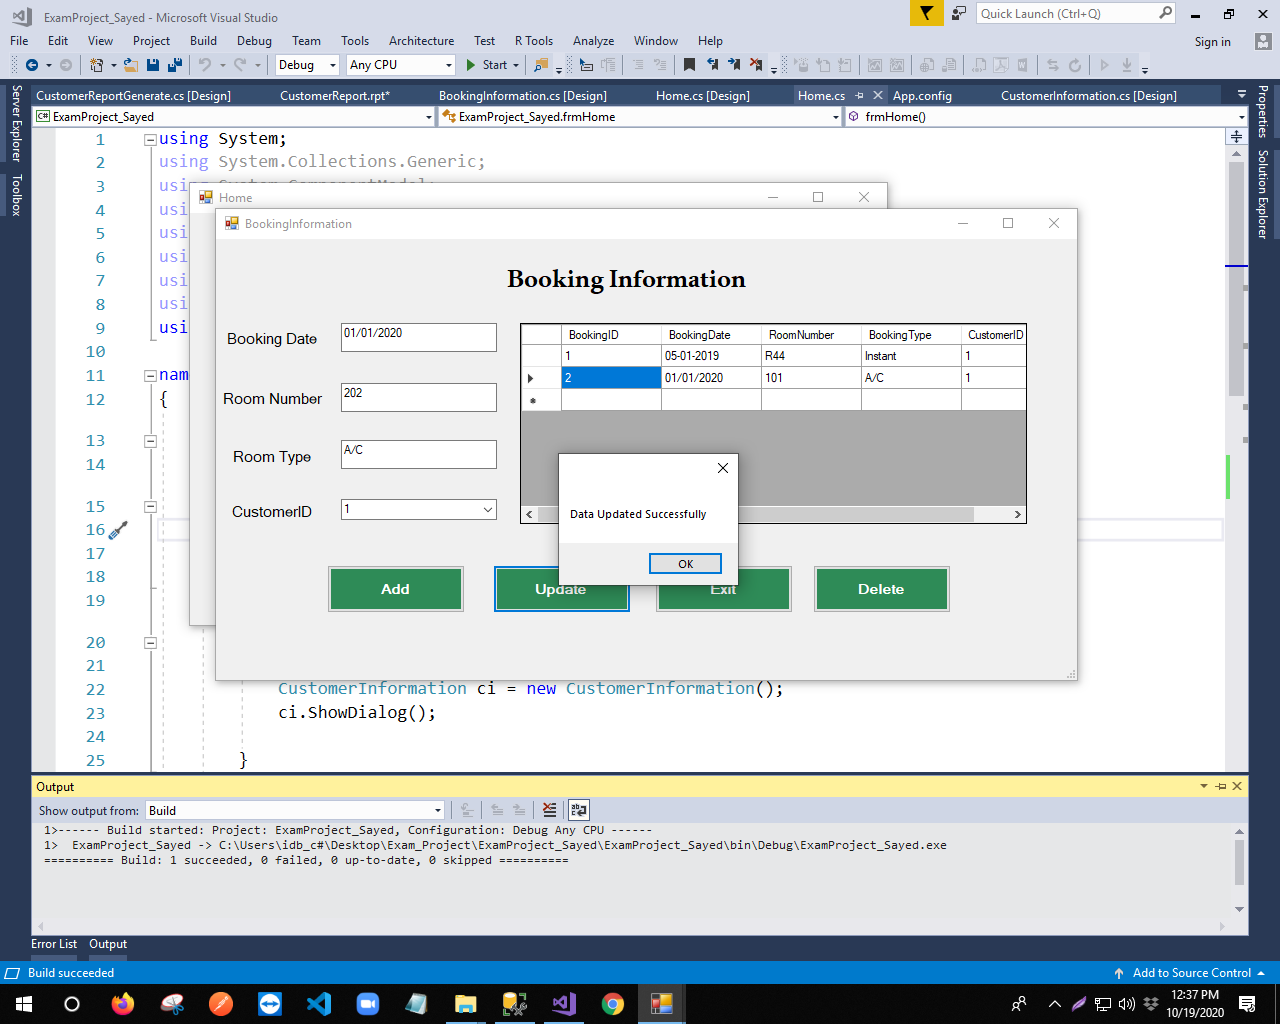 ExamProject_Sayed - Microsoft Visual Studio
Quick Launch (Ctrl+Q)
File Edit View Project Build Debug Team Tools Architecture Test R Tools Analyze Window Help
Sign in
Debug Any CPU Start
CustomerReportGenerate.cs [Design] CustomerReport.rpt* BookingInformation.cs [Design] Home.cs [Design] Home.cs App.config CustomerInformation.cs [Design]
ExamProject_Sayed ExamProject_Sayed.frmHome frmHome()
Server Explorer
Toolbox
Properties
Solution Explorer
1 using System;
2 using System.Collections.Generic;
3 usi
4 usi
5 usi
6 usi
7 usi
8 usi
9 usi
10
11 nam
12 {
13
14
15
16
17
18
19
20
21
22 CustomerInformation ci = new CustomerInformation();
23 ci.ShowDialog();
24
25 }
Home
BookingInformation
Booking Information
Booking Date 01/01/2020
Room Number 202
Room Type A/C
CustomerID 1
BookingID BookingDate RoomNumber BookingType CustomerID
1 05-01-2019 R44 Instant 1
2 01/01/2020 101 A/C 1
Data Updated Successfully
OK
Add Update Exit Delete
Output
Show output from: Build
1>------ Build started: Project: ExamProject_Sayed, Configuration: Debug Any CPU ------
1>  ExamProject_Sayed -> C:\Users\idb_c#\Desktop\Exam_Project\ExamProject_Sayed\ExamProject_Sayed\bin\Debug\ExamProject_Sayed.exe
========== Build: 1 succeeded, 0 failed, 0 up-to-date, 0 skipped ==========
Error List Output
Build succeeded
Add to Source Control
12:37 PM
10/19/2020